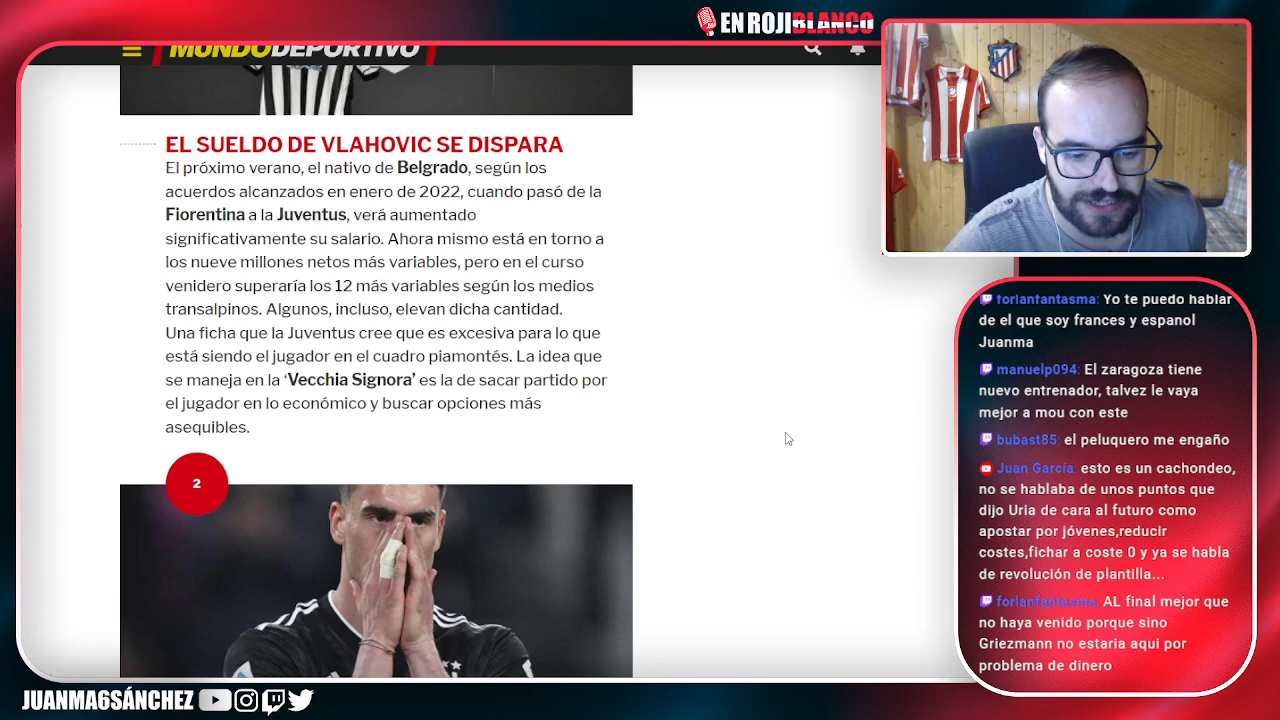 EN ROJIBLANCO
MUNDODEPORTIVO
EL SUELDO DE VLAHOVIC SE DISPARA
El próximo verano, el nativo de Belgrado, según los
acuerdos alcanzados en enero de 2022, cuando pasó de la
Fiorentina a la Juventus, verá aumentado
significativamente su salario. Ahora mismo está en torno a
los nueve millones netos más variables, pero en el curso
venidero superaría los 12 más variables según los medios
transalpinos. Algunos, incluso, elevan dicha cantidad.
Una ficha que la Juventus cree que es excesiva para lo que
está siendo el jugador en el cuadro piamontés. La idea que
se maneja en la ‘Vecchia Signora’ es la de sacar partido por
el jugador en lo económico y buscar opciones más
asequibles.
2
forlanfantasma: Yo te puedo hablar
de el que soy frances y espanol
Juanma
manuelp094: El zaragoza tiene
nuevo entrenador, talvez le vaya
mejor a mou con este
bubast85: el peluquero me engaño
Juan García: esto es un cachondeo,
no se hablaba de unos puntos que
dijo Uria de cara al futuro como
apostar por jóvenes,reducir
costes,fichar a coste 0 y ya se habla
de revolución de plantilla...
forlanfantasma: AL final mejor que
no haya venido porque sino
Griezmann no estaria aqui por
problema de dinero
JUANMA6SÁNCHEZ